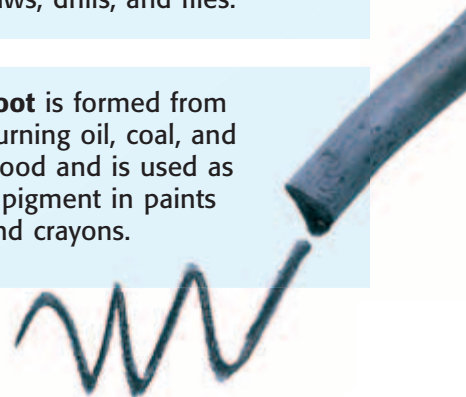 ws, drills, and files.
oot is formed from
urning oil, coal, and
ood and is used as
pigment in paints
nd crayons.